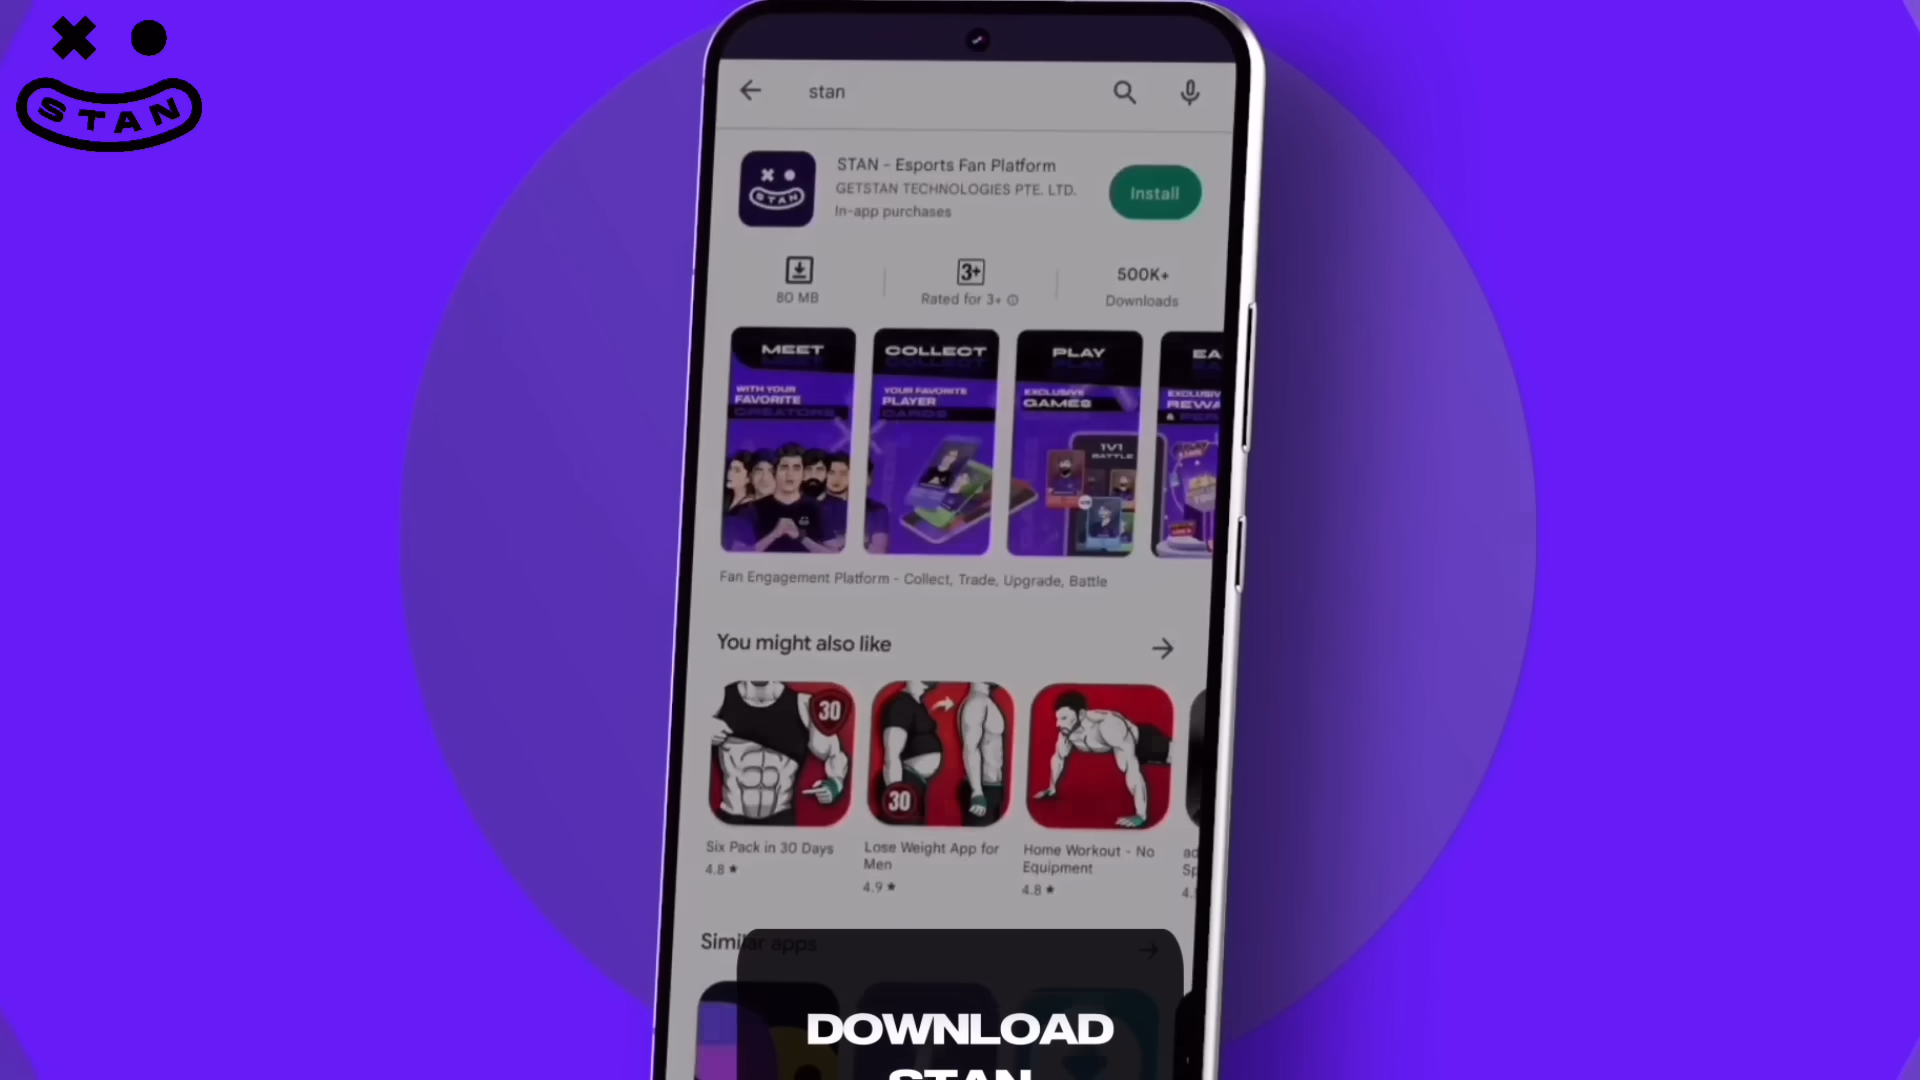 STAN
stan
STAN - Esports Fan Platform
GETSTAN TECHNOLOGIES PTE. LTD.
In-app purchases
Install
STAN
80 MB
3+
Rated for 3+
500K+
Downloads
MEET
WITH YOUR
FAVORITE
CREATORS
COLLECT
YOUR FAVORITE
PLAYER
CARDS
PLAY
EXCLUSIVE
GAMES
1V1
BATTLE
Fan Engagement Platform - Collect, Trade, Upgrade, Battle
You might also like
30
30
Six Pack in 30 Days
4.8 ★
Lose Weight App for
Men
4.9 ★
Home Workout - No
Equipment
4.8 ★
Similar apps
DOWNLOAD
STAN